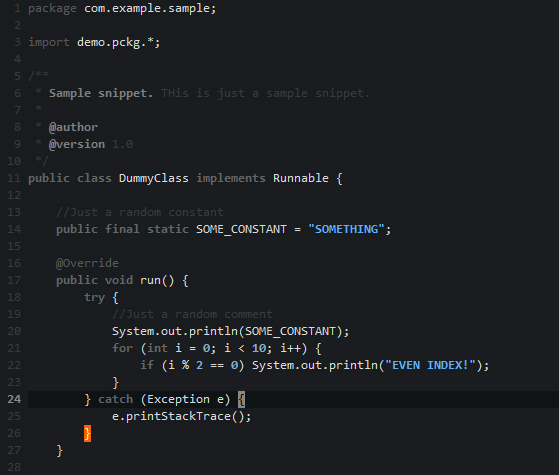 1 package com.example.sample;
2
3 import demo.pckg.*;
4
5 /**
6  * Sample snippet. THis is just a sample snippet.
7  *
8  * @author
9  * @version 1.0
10  */
11 public class DummyClass implements Runnable {
12
13     //Just a random constant
14     public final static SOME_CONSTANT = "SOMETHING";
15
16     @Override
17     public void run() {
18         try {
19             //Just a random comment
20             System.out.println(SOME_CONSTANT);
21             for (int i = 0; i < 10; i++) {
22                 if (i % 2 == 0) System.out.println("EVEN INDEX!");
23             }
24         } catch (Exception e) {
25             e.printStackTrace();
26         }
27     }
28